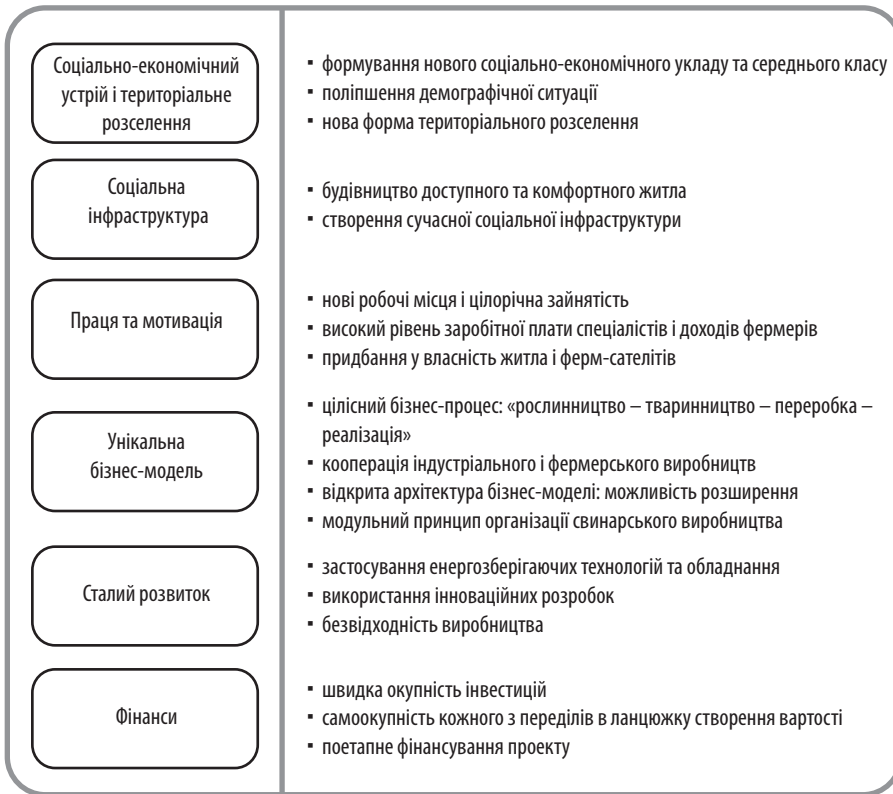 Соціально-економічний
устрій і територіальне
розселення
▪ формування нового соціально-економічного укладу та середнього класу
▪ поліпшення демографічної ситуації
▪ нова форма територіального розселення
Соціальна
інфраструктура
▪ будівництво доступного та комфортного житла
▪ створення сучасної соціальної інфраструктури
Праця та мотивація
▪ нові робочі місця і цілорічна зайнятість
▪ високий рівень заробітної плати спеціалістів і доходів фермерів
▪ придбання у власність житла і ферм-сателітів
Унікальна
бізнес-модель
▪ цілісний бізнес-процес: «рослинництво – тваринництво – переробка –
реалізація»
▪ кооперація індустріального і фермерського виробництв
▪ відкрита архітектура бізнес-моделі: можливість розширення
▪ модульний принцип організації свинарського виробництва
Сталий розвиток
▪ застосування енергозберігаючих технологій та обладнання
▪ використання інноваційних розробок
▪ безвідходність виробництва
Фінанси
▪ швидка окупність інвестицій
▪ самоокупність кожного з переділів в ланцюжку створення вартості
▪ поетапне фінансування проекту